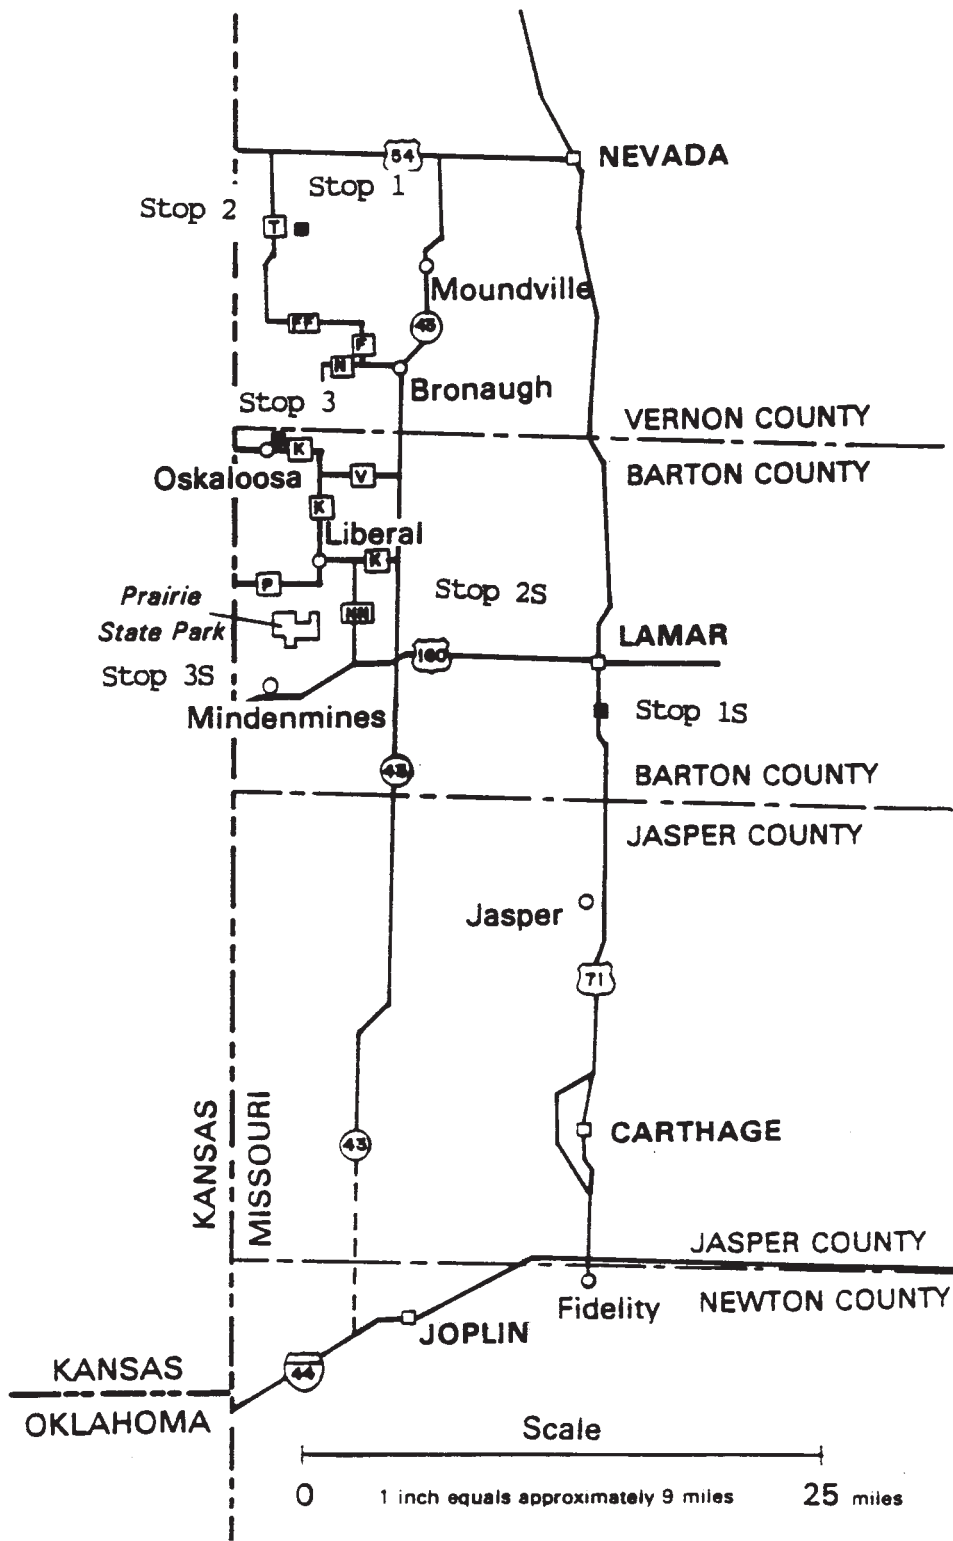 54
NEVADA
Stop 1
Stop 2
T
Moundville
43
FF
F
N
Bronaugh
Stop 3
VERNON COUNTY
K
Oskaloosa
V
BARTON COUNTY
K
Liberal
K
P
Prairie
State Park
NN
Stop 2S
LAMAR
160
Stop 3S
Mindenmines
Stop 1S
43
BARTON COUNTY
JASPER COUNTY
Jasper
71
KANSAS
MISSOURI
CARTHAGE
43
JASPER COUNTY
NEWTON COUNTY
Fidelity
JOPLIN
44
KANSAS
OKLAHOMA
Scale
0 1 inch equals approximately 9 miles 25 miles